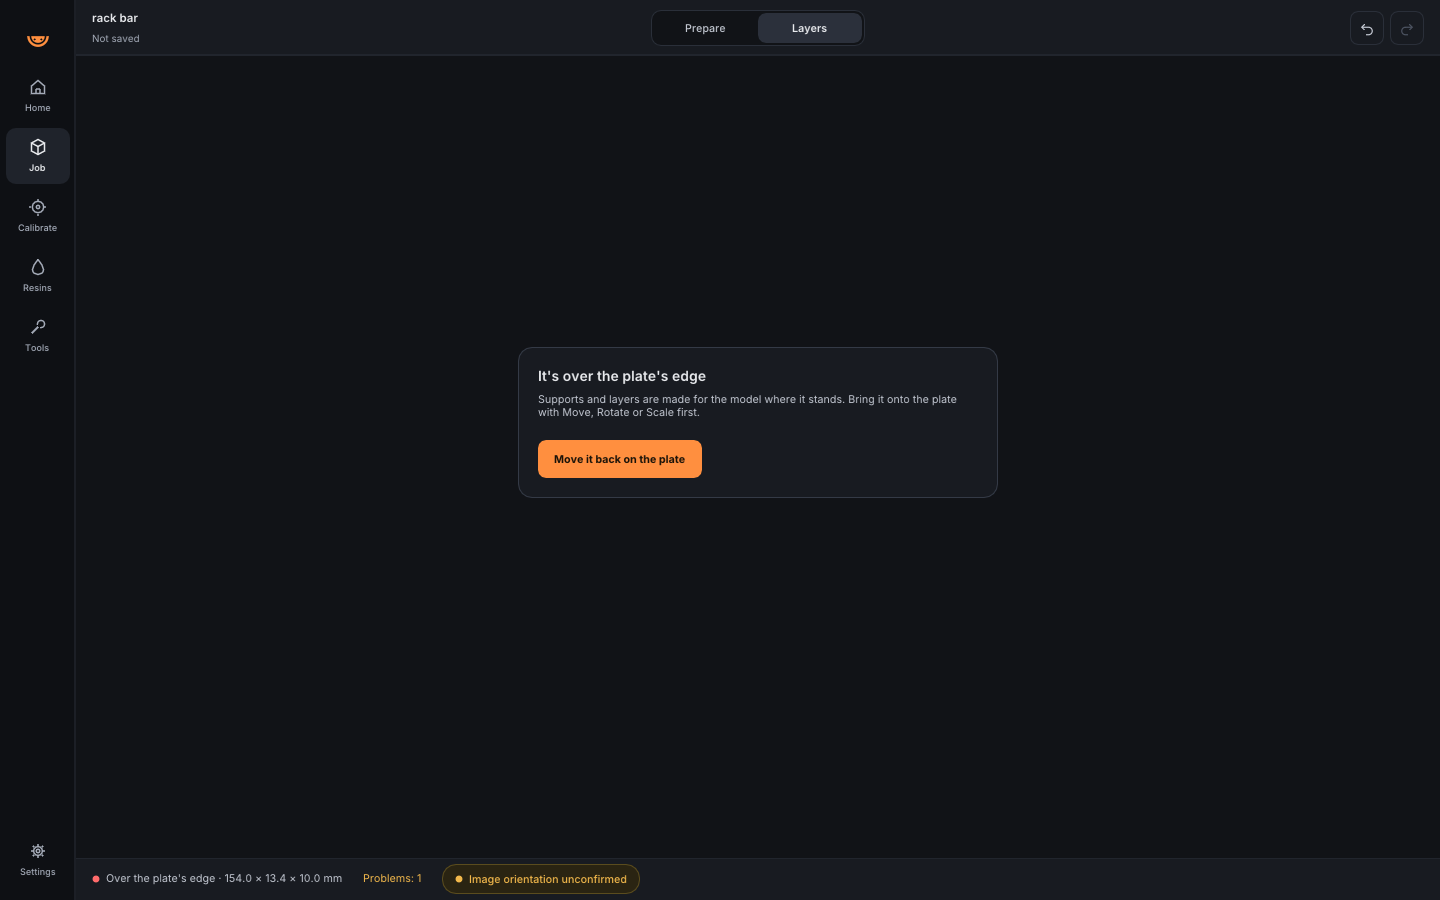 rack bar
Not saved
Prepare
Layers
Home
Job
Calibrate
Resins
Tools
Settings
It's over the plate's edge
Supports and layers are made for the model where it stands. Bring it onto the plate
with Move, Rotate or Scale first.
Move it back on the plate
Over the plate's edge · 154.0 × 13.4 × 10.0 mm
Problems: 1
Image orientation unconfirmed